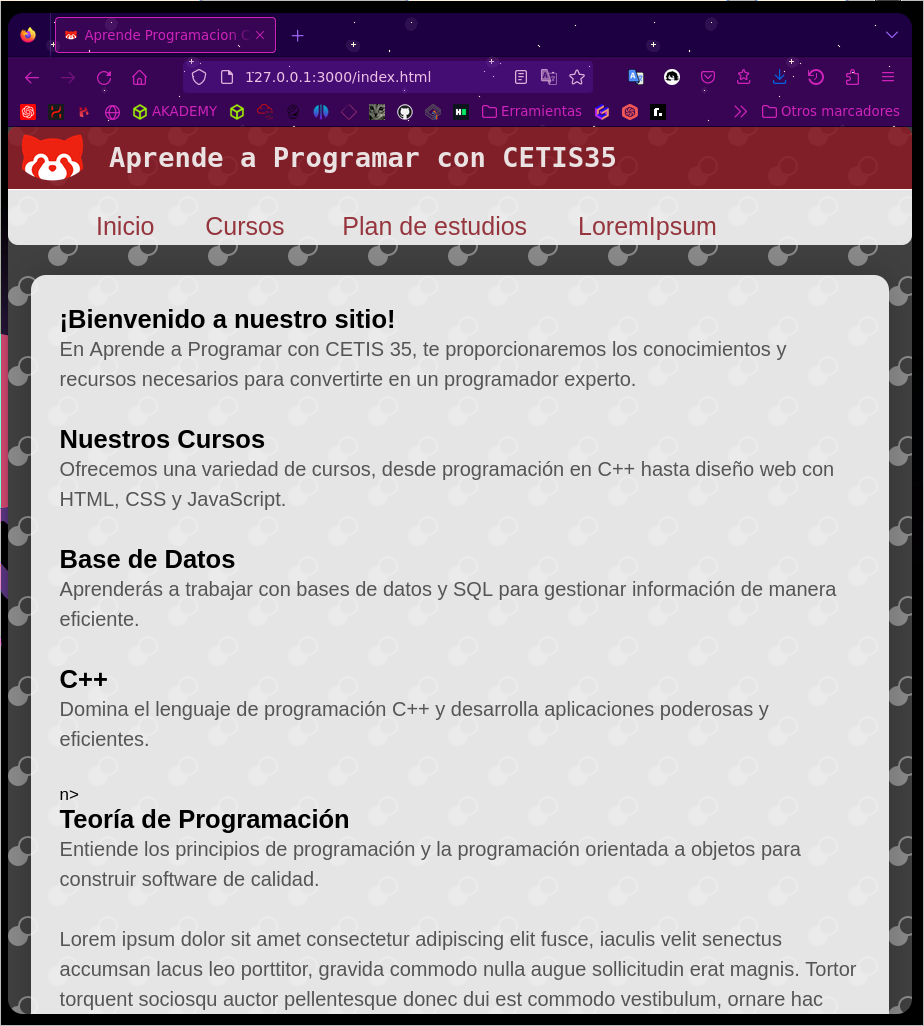 Aprende Programacion C
127.0.0.1:3000/index.html
AKADEMY
Erramientas
Otros marcadores
Aprende a Programar con CETIS35
Inicio Cursos Plan de estudios LoremIpsum
¡Bienvenido a nuestro sitio!
En Aprende a Programar con CETIS 35, te proporcionaremos los conocimientos y
recursos necesarios para convertirte en un programador experto.
Nuestros Cursos
Ofrecemos una variedad de cursos, desde programación en C++ hasta diseño web con
HTML, CSS y JavaScript.
Base de Datos
Aprenderás a trabajar con bases de datos y SQL para gestionar información de manera
eficiente.
C++
Domina el lenguaje de programación C++ y desarrolla aplicaciones poderosas y
eficientes.
n>
Teoría de Programación
Entiende los principios de programación y la programación orientada a objetos para
construir software de calidad.
Lorem ipsum dolor sit amet consectetur adipiscing elit fusce, iaculis velit senectus
accumsan lacus leo porttitor, gravida commodo nulla augue sollicitudin erat magnis. Tortor
torquent sociosqu auctor pellentesque donec dui est commodo vestibulum, ornare hac